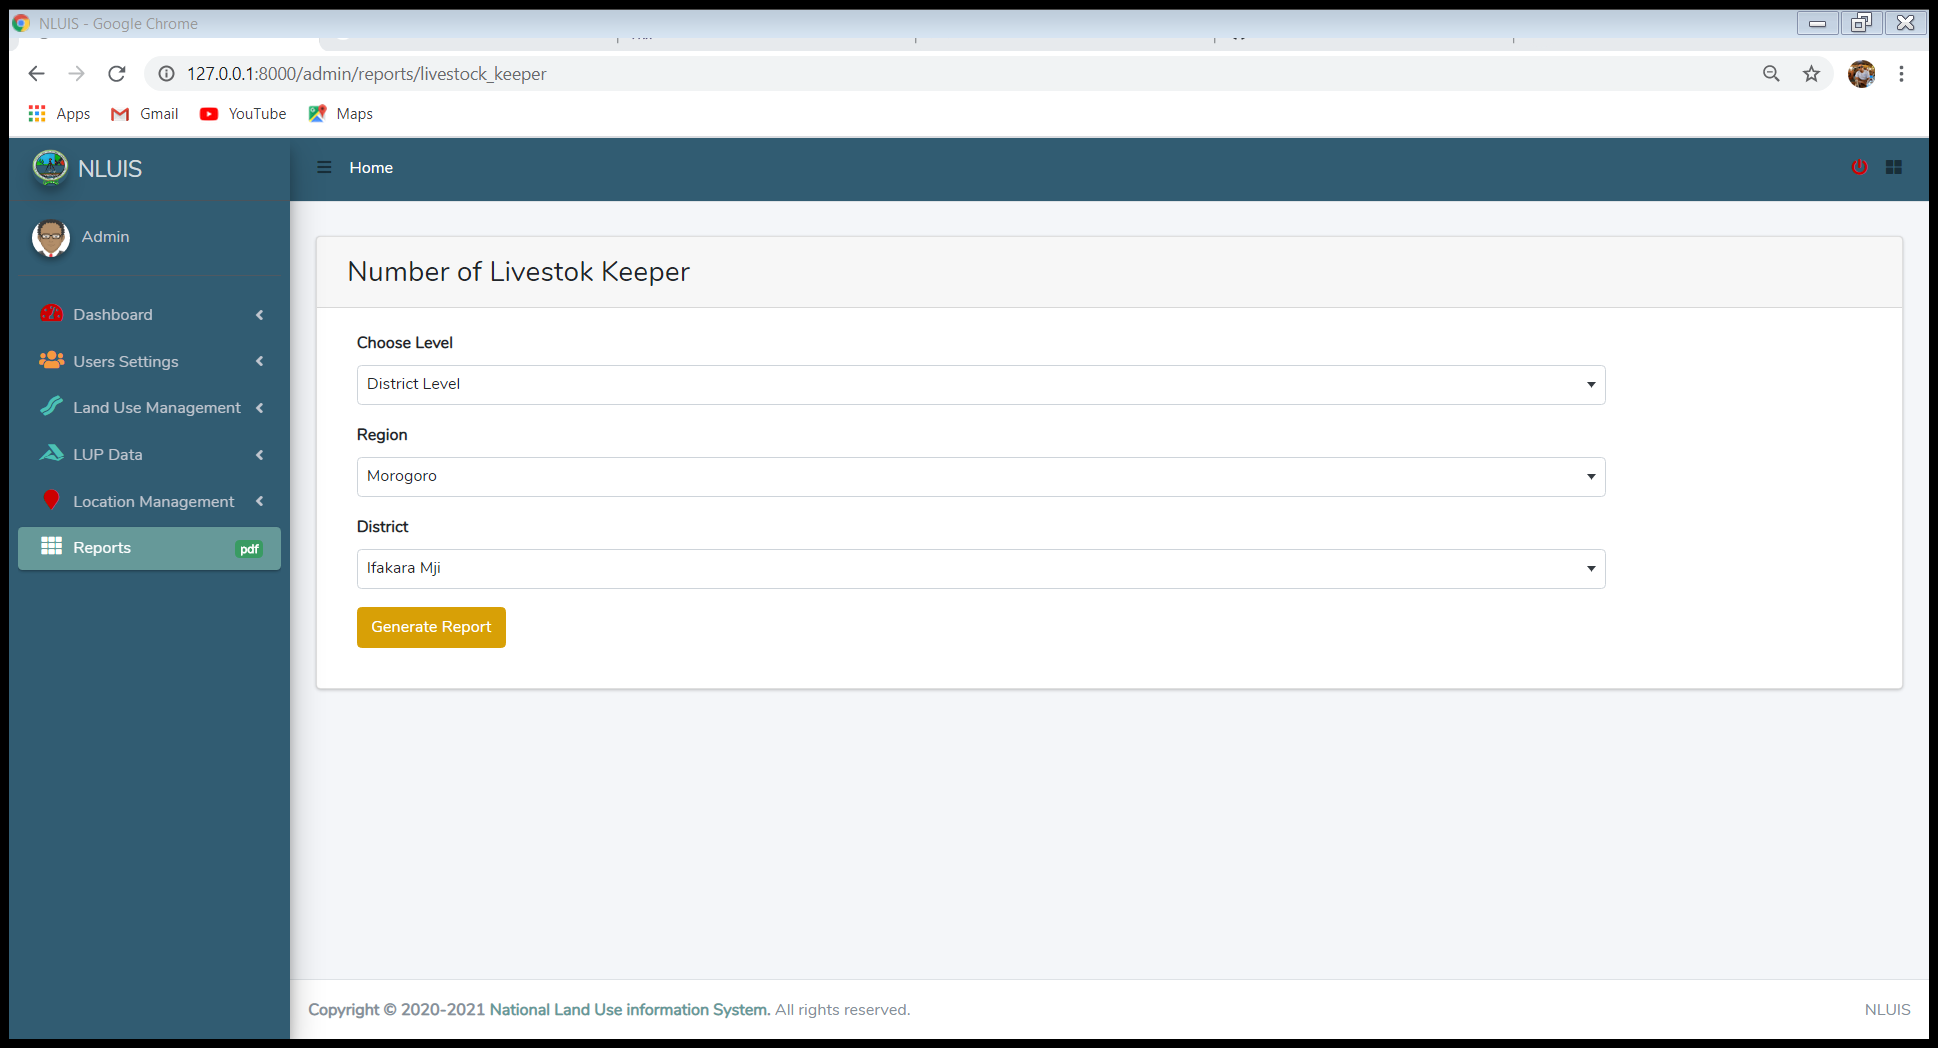 NLUIS - Google Chrome
127.0.0.1:8000/admin/reports/livestock_keeper
Apps
Gmail
YouTube
Maps
NLUIS
Home
Admin
Dashboard
Users Settings
Land Use Management
LUP Data
Location Management
Reports
pdf
Number of Livestok Keeper
Choose Level
District Level
Region
Morogoro
District
Ifakara Mji
Generate Report
Copyright © 2020-2021 National Land Use information System. All rights reserved.
NLUIS